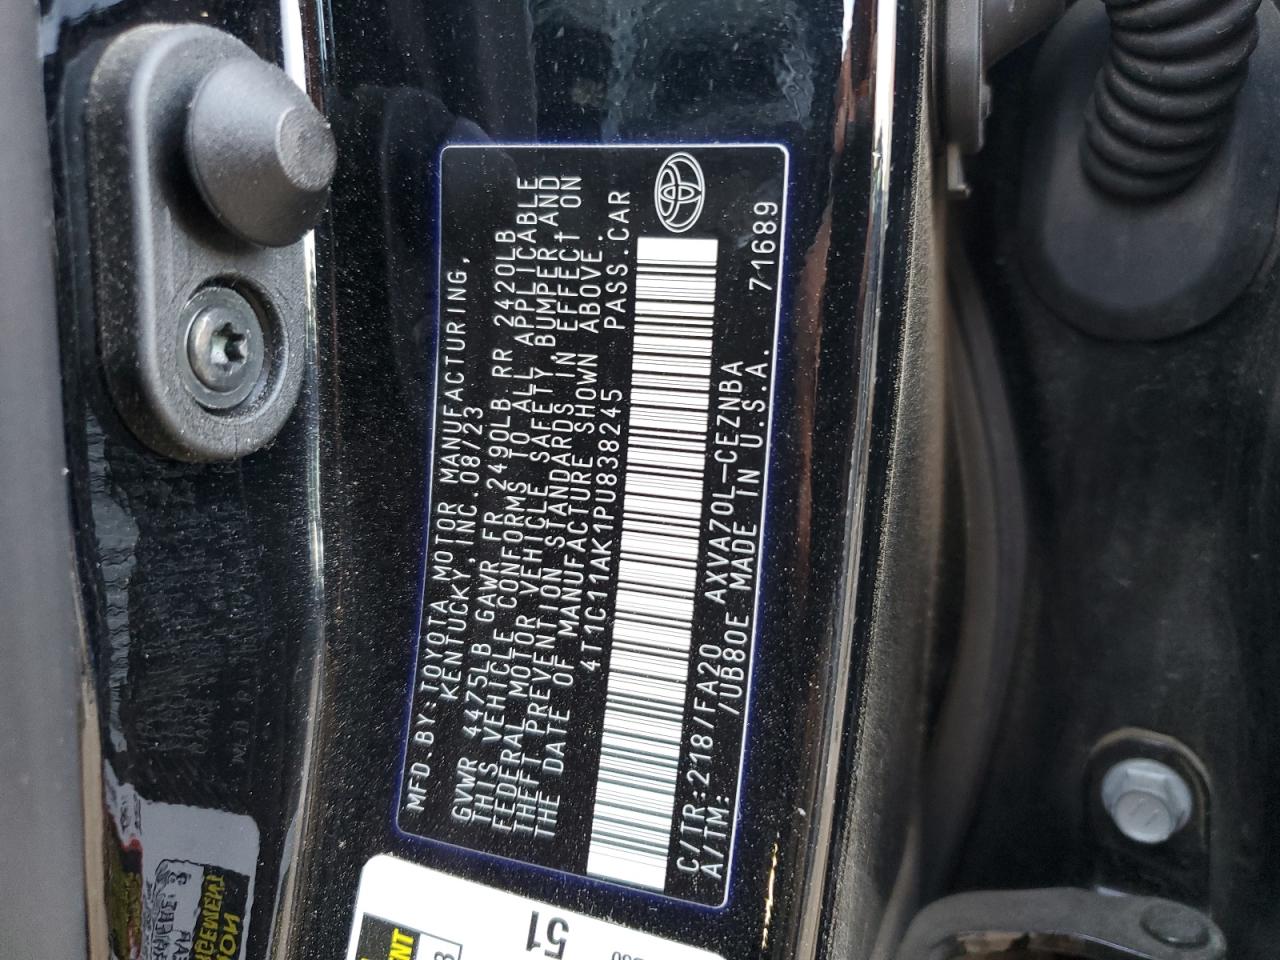 MFD. BY: TOYOTA MOTOR MANUFACTURING,
KENTUCKY, INC. 08/23
GVWR 4475LB GAWR FR 2490LB RR 2420LB
THIS VEHICLE CONFORMS TO ALL APPLICABLE
FEDERAL MOTOR VEHICLE SAFETY, BUMPER AND
THEFT PREVENTION STANDARDS IN EFFECT ON
THE DATE OF MANUFACTURE SHOWN ABOVE.
4T1C11AK1PU838245 PASS.CAR
C/TR:218/FA20 AXVA70L-CEZNBA 71689
A/TM: /UB80E MADE IN U.S.A.
51